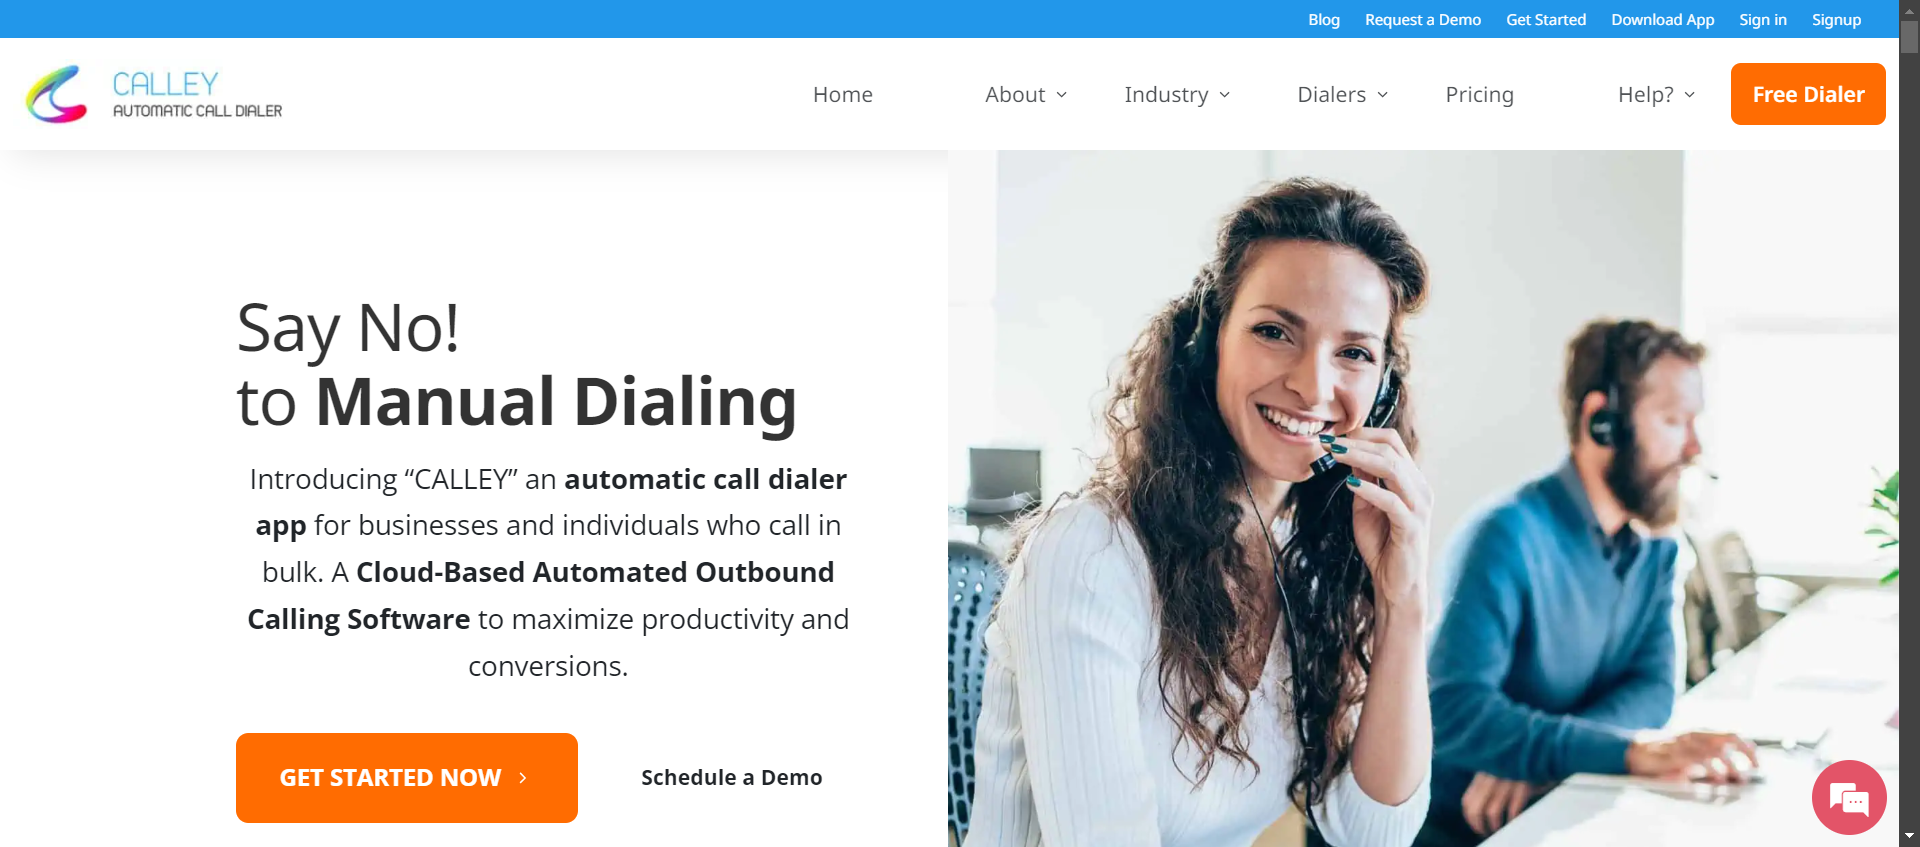 Blog Request a Demo Get Started Download App Sign in Signup
CALLEY
AUTOMATIC CALL DIALER
Home About Industry Dialers Pricing Help? Free Dialer
Say No!
to Manual Dialing
Introducing “CALLEY” an automatic call dialer
app for businesses and individuals who call in
bulk. A Cloud-Based Automated Outbound
Calling Software to maximize productivity and
conversions.
GET STARTED NOW
Schedule a Demo